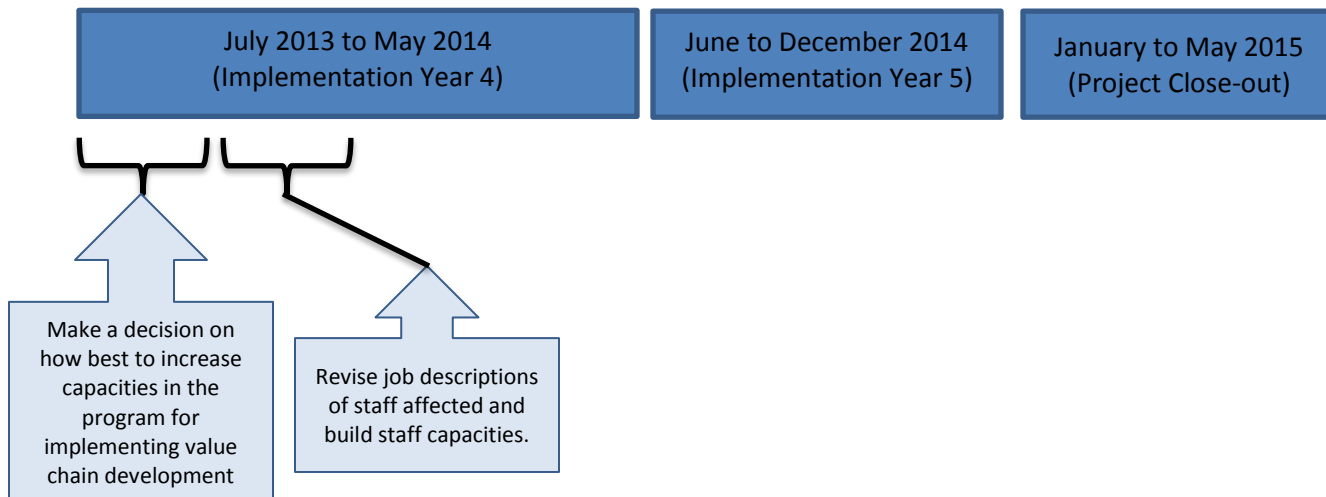 July 2013 to May 2014
(Implementation Year 4)
June to December 2014
(Implementation Year 5)
January to May 2015
(Project Close-out)
Make a decision on
how best to increase
capacities in the
program for
implementing value
chain development
Revise job descriptions
of staff affected and
build staff capacities.